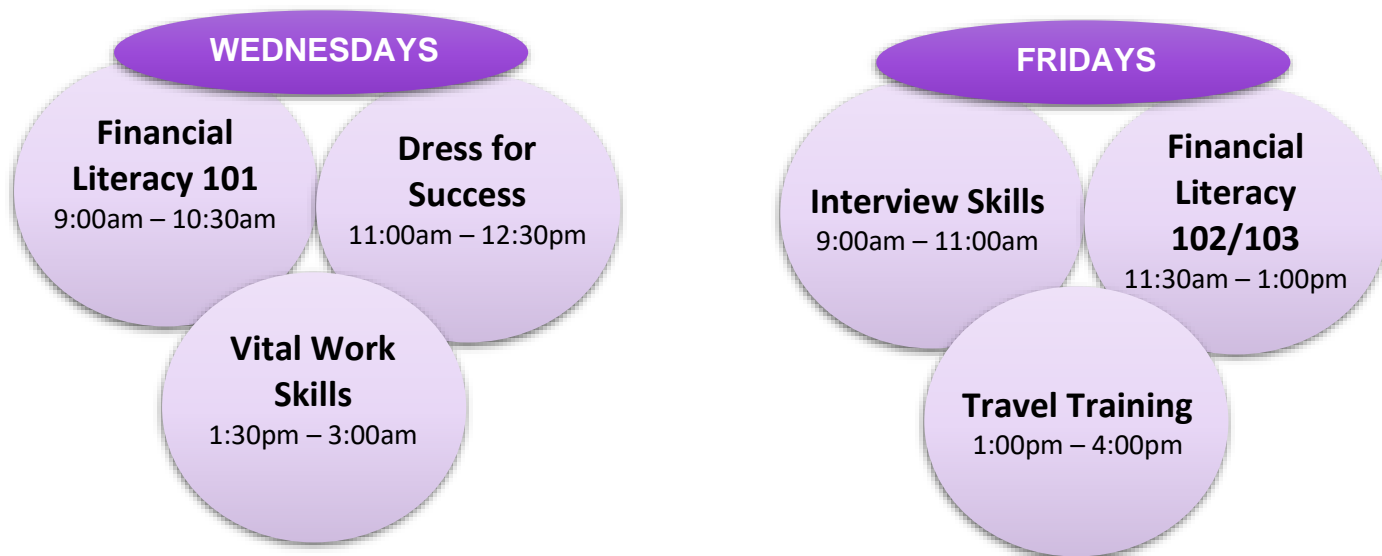 WEDNESDAYS
Financial
Literacy 101
9:00am – 10:30am
Dress for
Success
11:00am – 12:30pm
Vital Work
Skills
1:30pm – 3:00am
FRIDAYS
Interview Skills
9:00am – 11:00am
Financial
Literacy
102/103
11:30am – 1:00pm
Travel Training
1:00pm – 4:00pm